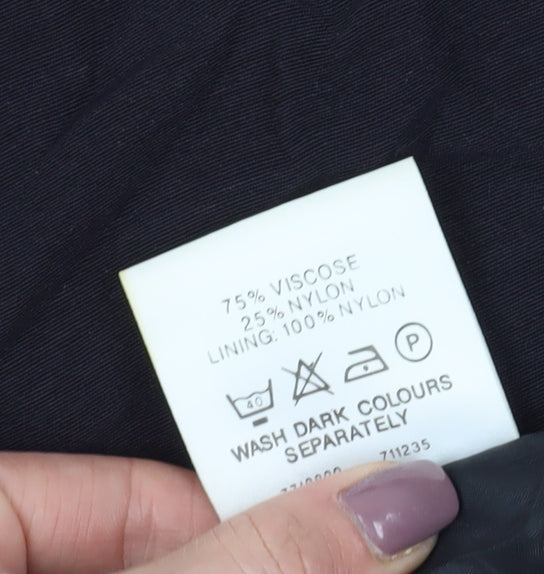 75% VISCOSE
25% NYLON
LINING: 100% NYLON
40 P
WASH DARK COLOURS
SEPARATELY
711235